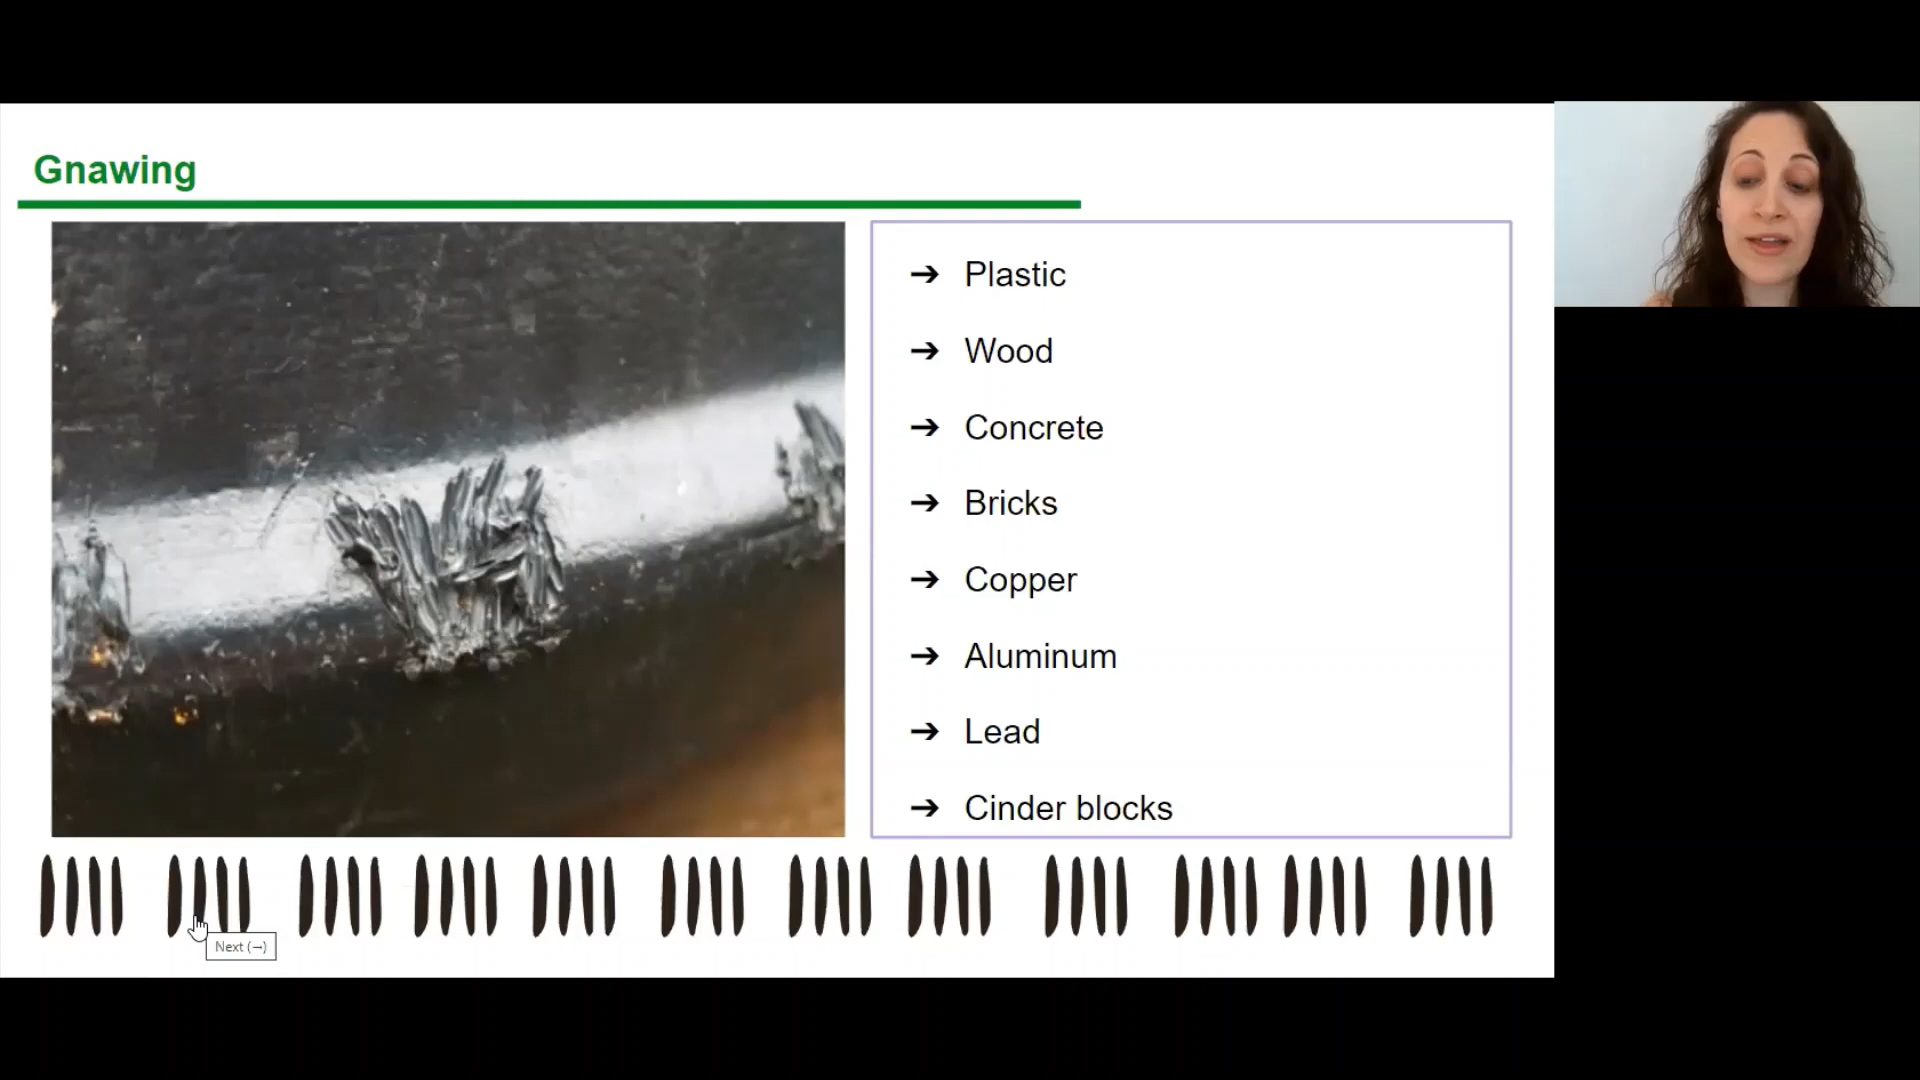 Gnawing
➔ Plastic
➔ Wood
➔ Concrete
➔ Bricks
➔ Copper
➔ Aluminum
➔ Lead
➔ Cinder blocks
Next (→)